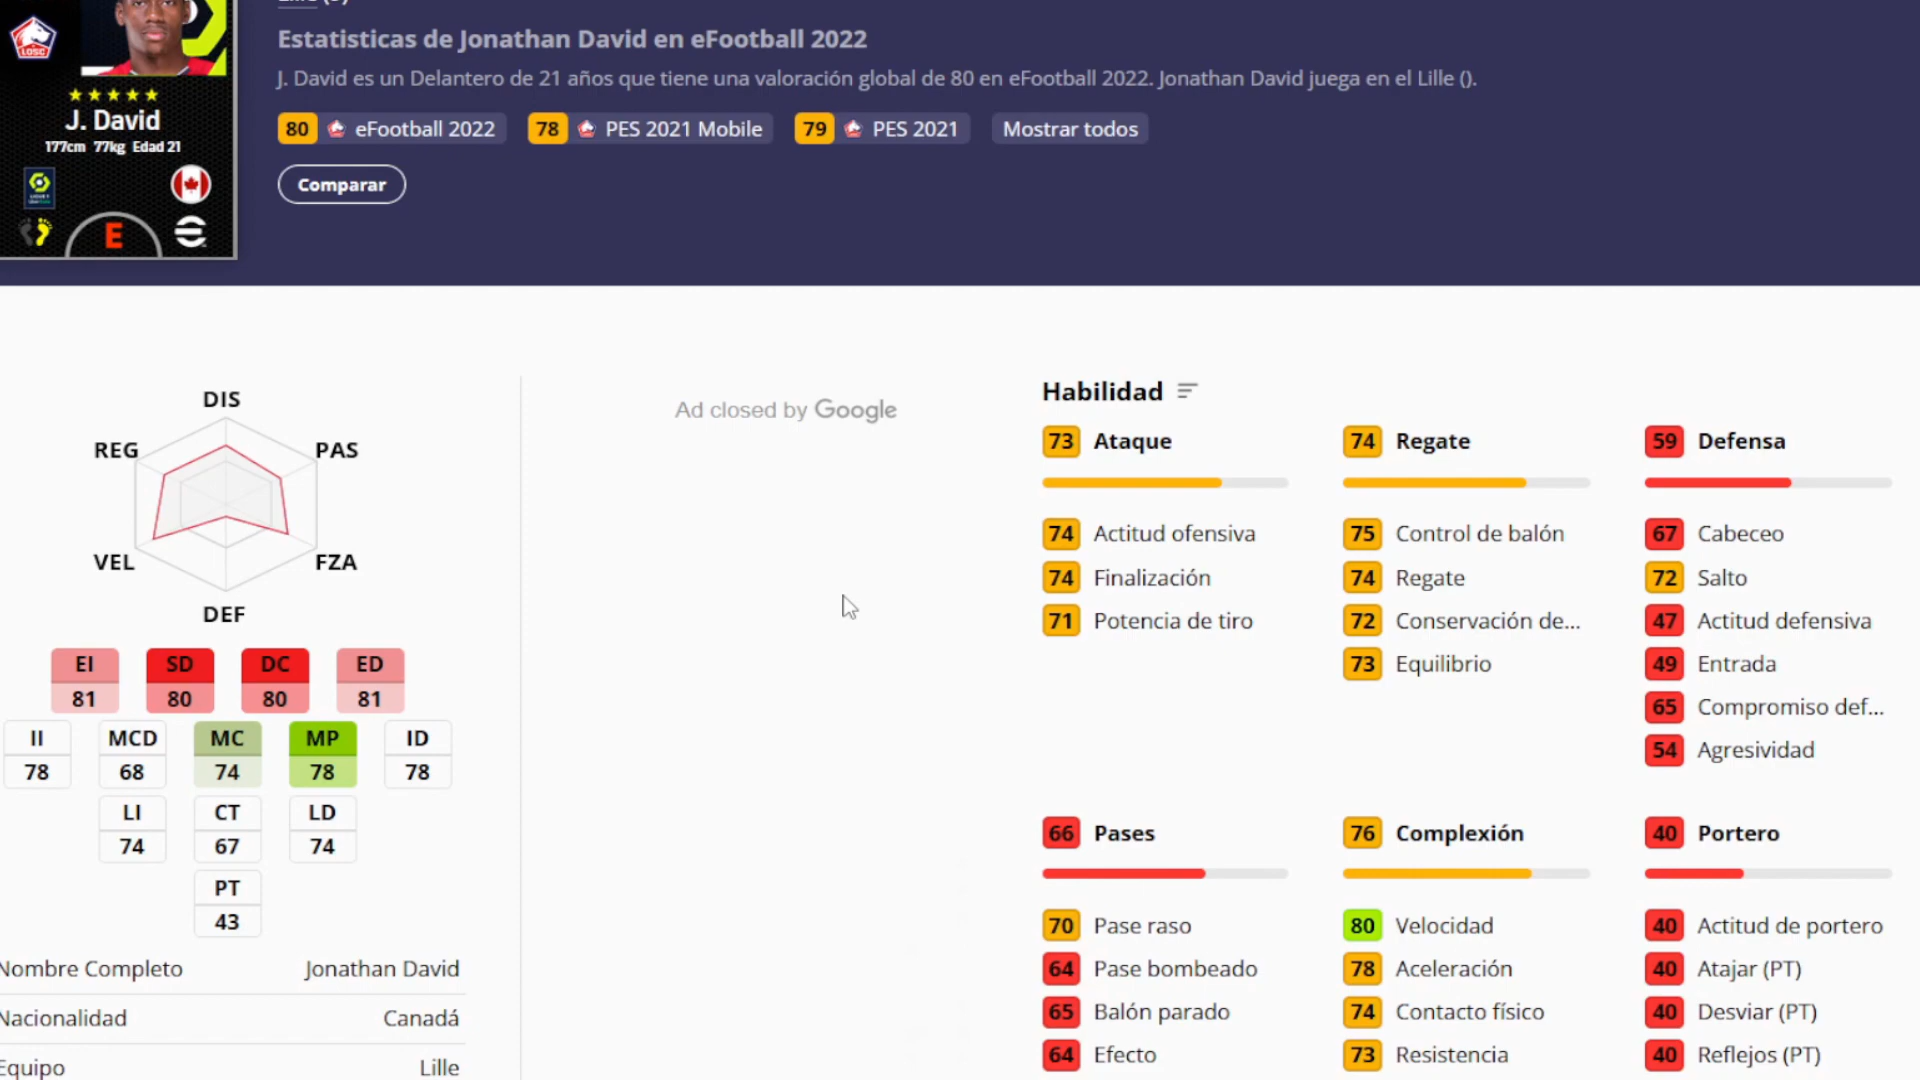 Estatisticas de Jonathan David en eFootball 2022
J. David es un Delantero de 21 años que tiene una valoración global de 80 en eFootball 2022. Jonathan David juega en el Lille ().
80 eFootball 2022 78 PES 2021 Mobile 79 PES 2021 Mostrar todos
Comparar
LOSC
J. David
177cm 77kg Edad 21
E
DIS
REG PAS
VEL FZA
DEF
EI SD DC ED
81 80 80 81
II MCD MC MP ID
78 68 74 78 78
LI CT LD
74 67 74
PT
43
Nombre Completo Jonathan David
Nacionalidad Canadá
Equipo Lille
Ad closed by Google
Habilidad
73 Ataque
74 Actitud ofensiva
74 Finalización
71 Potencia de tiro
74 Regate
75 Control de balón
74 Regate
72 Conservación de...
73 Equilibrio
59 Defensa
67 Cabeceo
72 Salto
47 Actitud defensiva
49 Entrada
65 Compromiso def...
54 Agresividad
66 Pases
70 Pase raso
64 Pase bombeado
65 Balón parado
64 Efecto
76 Complexión
80 Velocidad
78 Aceleración
74 Contacto físico
73 Resistencia
40 Portero
40 Actitud de portero
40 Atajar (PT)
40 Desviar (PT)
40 Reflejos (PT)